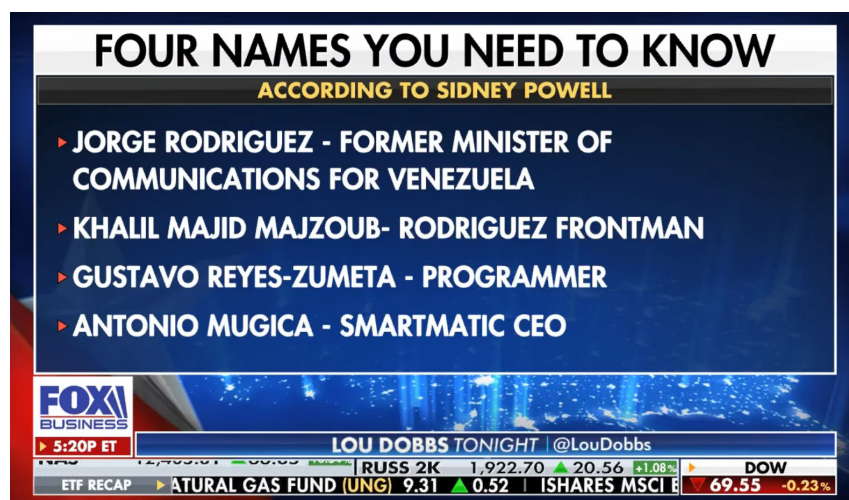 FOUR NAMES YOU NEED TO KNOW
ACCORDING TO SIDNEY POWELL
JORGE RODRIGUEZ - FORMER MINISTER OF
COMMUNICATIONS FOR VENEZUELA
KHALIL MAJID MAJZOUB- RODRIGUEZ FRONTMAN
GUSTAVO REYES-ZUMETA - PROGRAMMER
ANTONIO MUGICA - SMARTMATIC CEO
FOX
BUSINESS
5:20P ET
LOU DOBBS TONIGHT | @LouDobbs
RUSS 2K 1,922.70 ▲ 20.56 +1.08% DOW
ETF RECAP ATURAL GAS FUND (UNG) 9.31 ▲ 0.52 | ISHARES MSCI ▼ 69.55 -0.23%